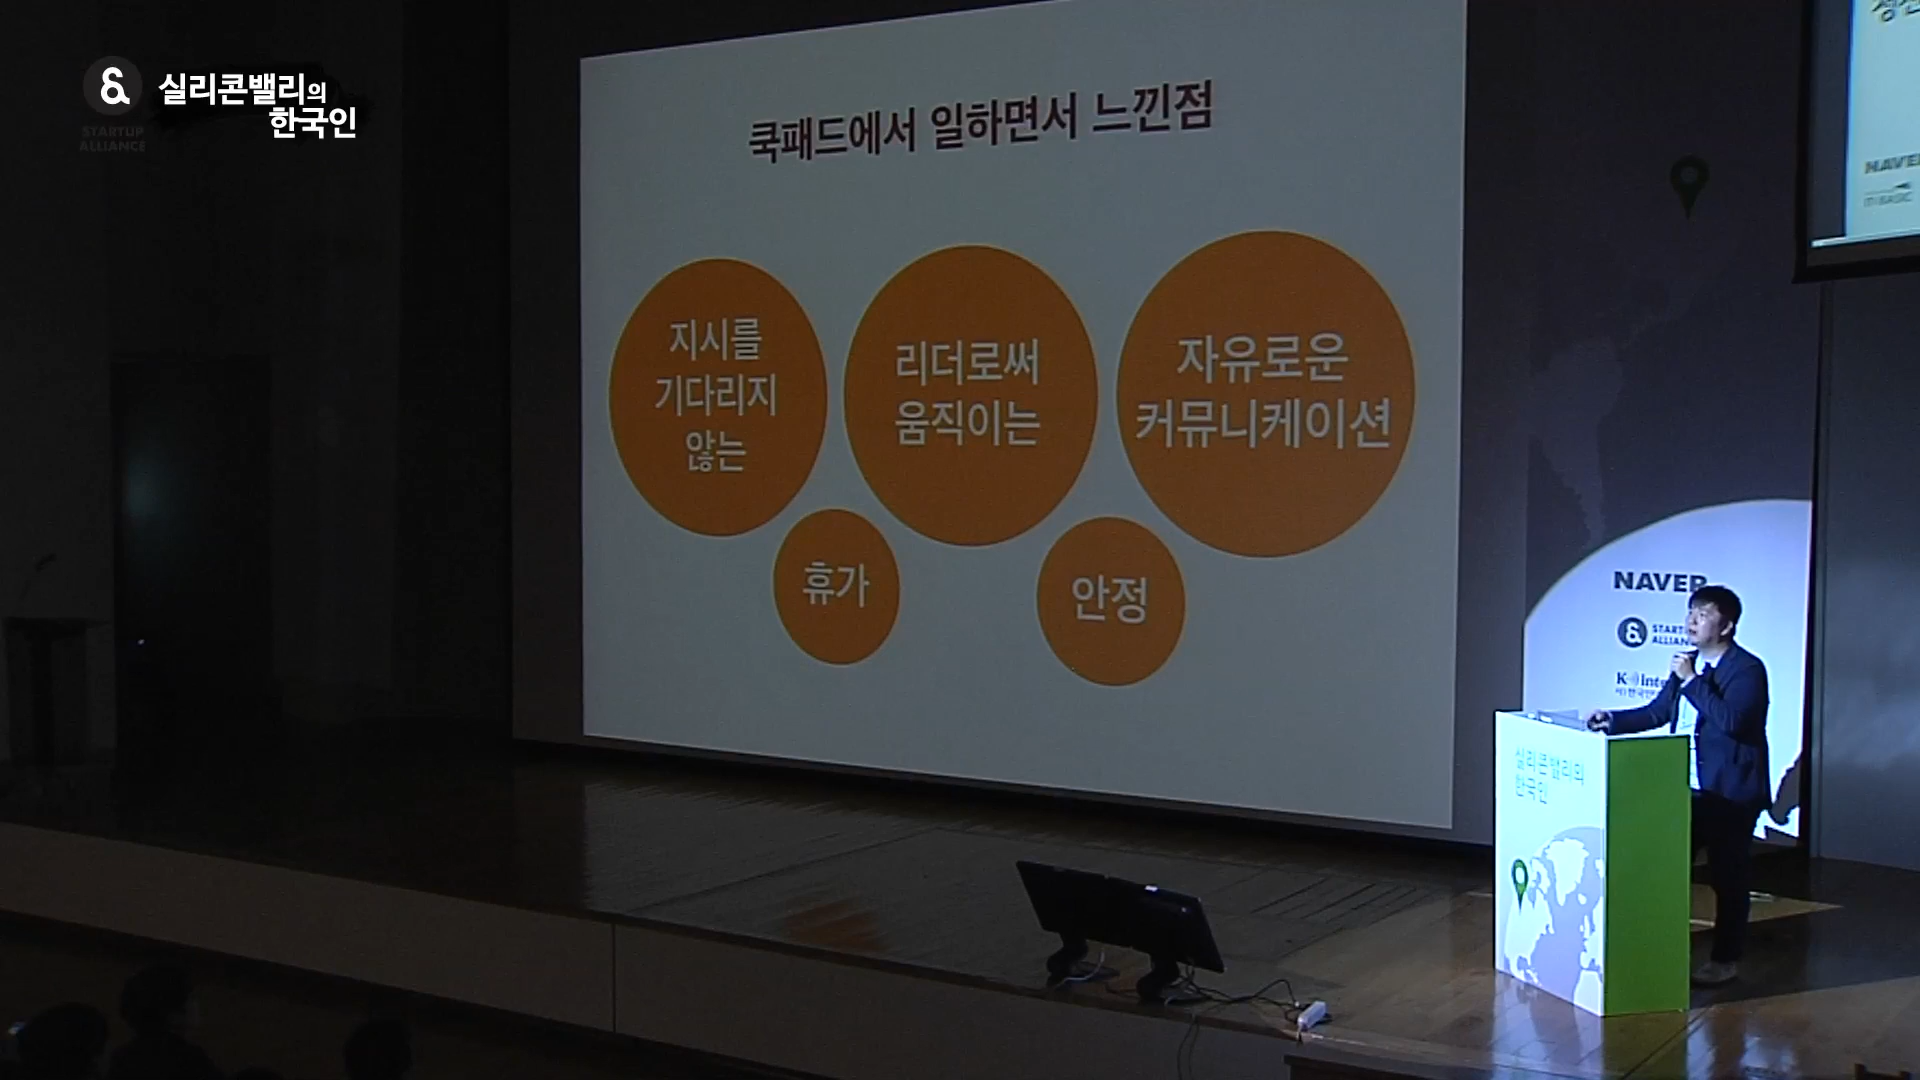 &
STARTUP
ALLIANCE
실리콘밸리의
한국인
쿡패드에서 일하면서 느낀점
지시를
기다리지
않는
리더로써
움직이는
자유로운
커뮤니케이션
휴가
안정
NAVER
실리콘밸리의
한국인